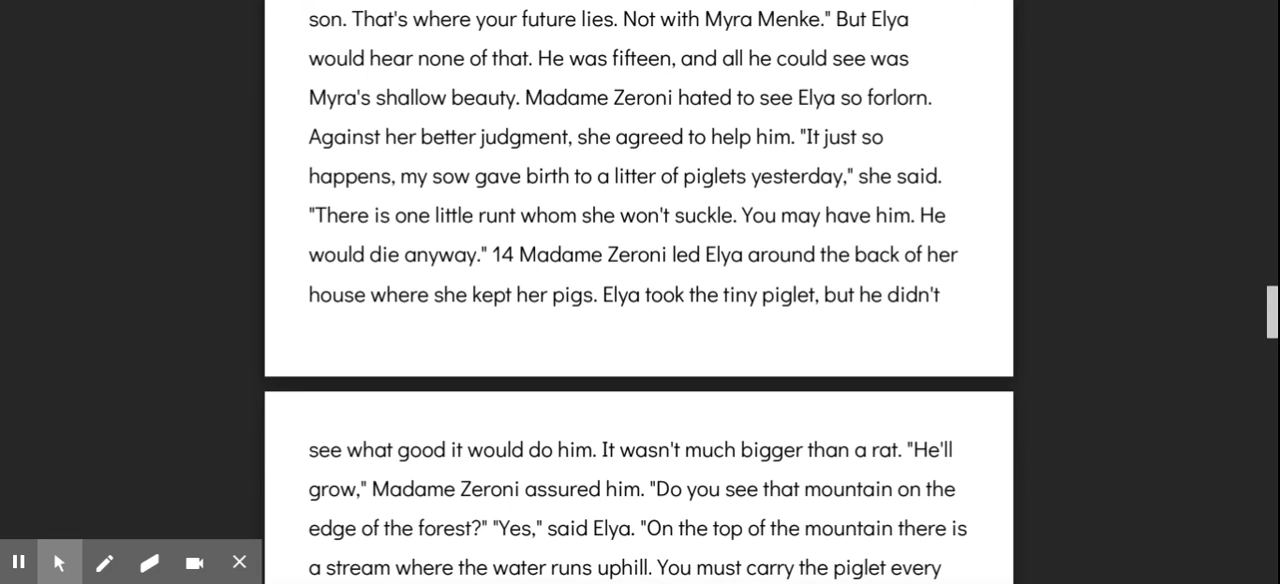 son. That's where your future lies. Not with Myra Menke." But Elya
would hear none of that. He was fifteen, and all he could see was
Myra's shallow beauty. Madame Zeroni hated to see Elya so forlorn.
Against her better judgment, she agreed to help him. "It just so
happens, my sow gave birth to a litter of piglets yesterday," she said.
"There is one little runt whom she won't suckle. You may have him. He
would die anyway." 14 Madame Zeroni led Elya around the back of her
house where she kept her pigs. Elya took the tiny piglet, but he didn't
see what good it would do him. It wasn't much bigger than a rat. "He'll
grow," Madame Zeroni assured him. "Do you see that mountain on the
edge of the forest?" "Yes," said Elya. "On the top of the mountain there is
a stream where the water runs uphill. You must carry the piglet every